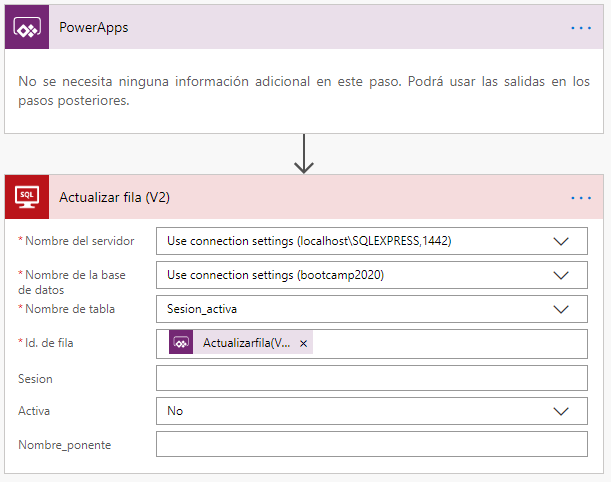 PowerApps
No se necesita ninguna información adicional en este paso. Podrá usar las salidas en los
pasos posteriores.
SQL
Actualizar fila (V2)
* Nombre del servidor
Use connection settings (localhost\SQLEXPRESS,1442)
* Nombre de la base
de datos
Use connection settings (bootcamp2020)
* Nombre de tabla
Sesion_activa
* Id. de fila
Actualizarfila(V... ×
Sesion
Activa
No
Nombre_ponente